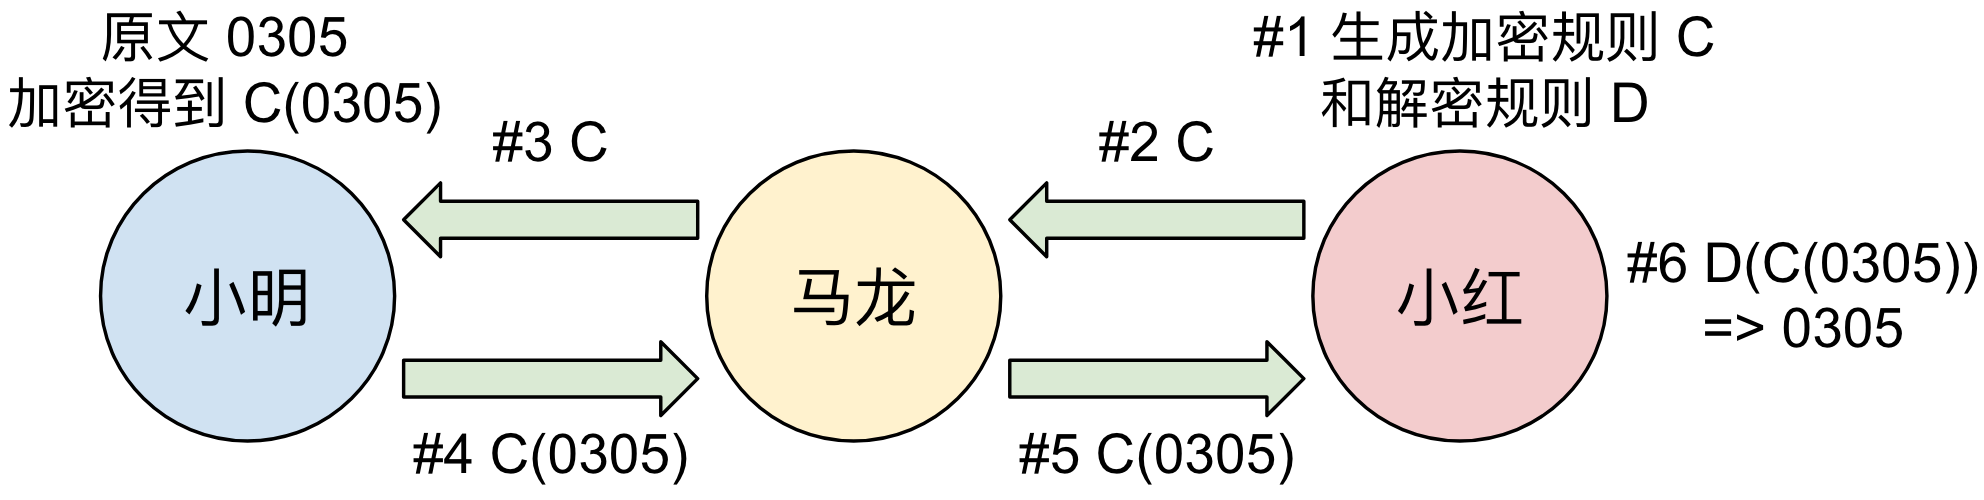 原文 0305
加密得到 C(0305)
#1 生成加密规则 C
和解密规则 D
#3 C
#2 C
小明
马龙
小红
#6 D(C(0305))
=> 0305
#4 C(0305)
#5 C(0305)